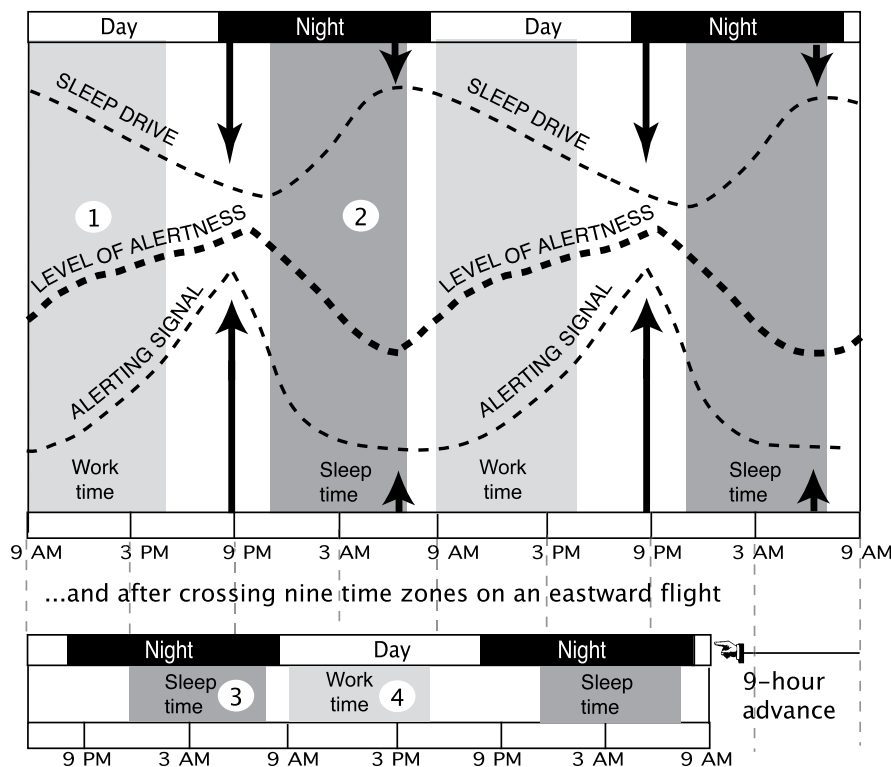 Day Night Day Night
SLEEP DRIVE SLEEP DRIVE
1 2
LEVEL OF ALERTNESS LEVEL OF ALERTNESS
ALERTING SIGNAL ALERTING SIGNAL
Work
time
Sleep
time
Work
time
Sleep
time
9 AM 3 PM 9 PM 3 AM 9 AM 3 PM 9 PM 3 AM 9 AM
...and after crossing nine time zones on an eastward flight
Night Day Night
Sleep
time 3
Work
time 4
Sleep
time
9-hour
advance
9 PM 3 AM 9 AM 3 PM 9 PM 3 AM 9 AM